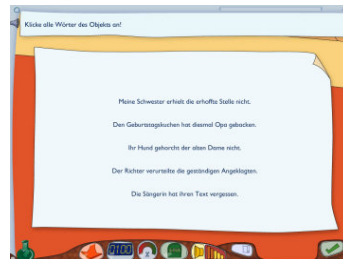 Klicke alle Wörter des Objekts an!
Meine Schwester erhielt die erhoffte Stelle nicht.
Den Geburtstagskuchen hat diesmal Opa gebacken.
Ihr Hund gehorcht der alten Dame nicht.
Der Richter verurteilte die geständigen Angeklagten.
Die Sängerin hat ihren Text vergessen.